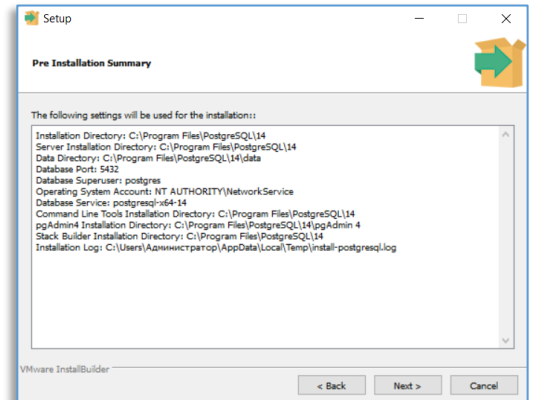 Setup
Pre Installation Summary
The following settings will be used for the installation::
Installation Directory: C:\Program Files\PostgreSQL\14
Server Installation Directory: C:\Program Files\PostgreSQL\14
Data Directory: C:\Program Files\PostgreSQL\14\data
Database Port: 5432
Database Superuser: postgres
Operating System Account: NT AUTHORITY\NetworkService
Database Service: postgresql-x64-14
Command Line Tools Installation Directory: C:\Program Files\PostgreSQL\14
pgAdmin4 Installation Directory: C:\Program Files\PostgreSQL\14\pgAdmin 4
Stack Builder Installation Directory: C:\Program Files\PostgreSQL\14
Installation Log: C:\Users\Администратор\AppData\Local\Temp\install-postgresql.log
VMware InstallBuilder
< Back
Next >
Cancel